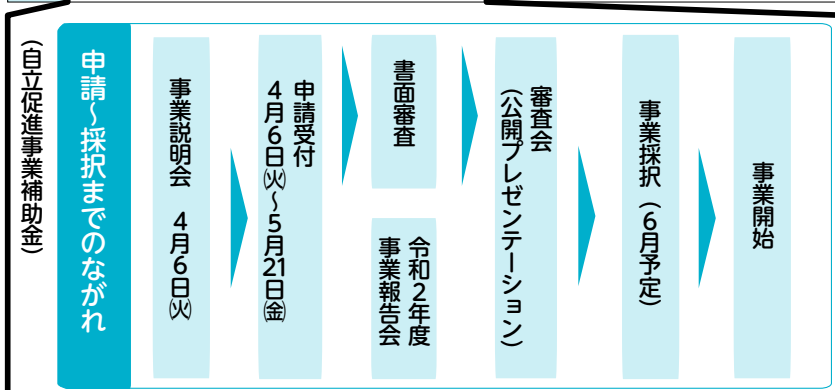 （自立促進事業補助金）
申請～採択までのながれ
事業説明会　４月６日㈫
申請受付
４月６日㈫～５月21日㈮
書面審査
令和２年度
事業報告会
審査会
（公開プレゼンテーション）
事業採択（６月予定）
事業開始